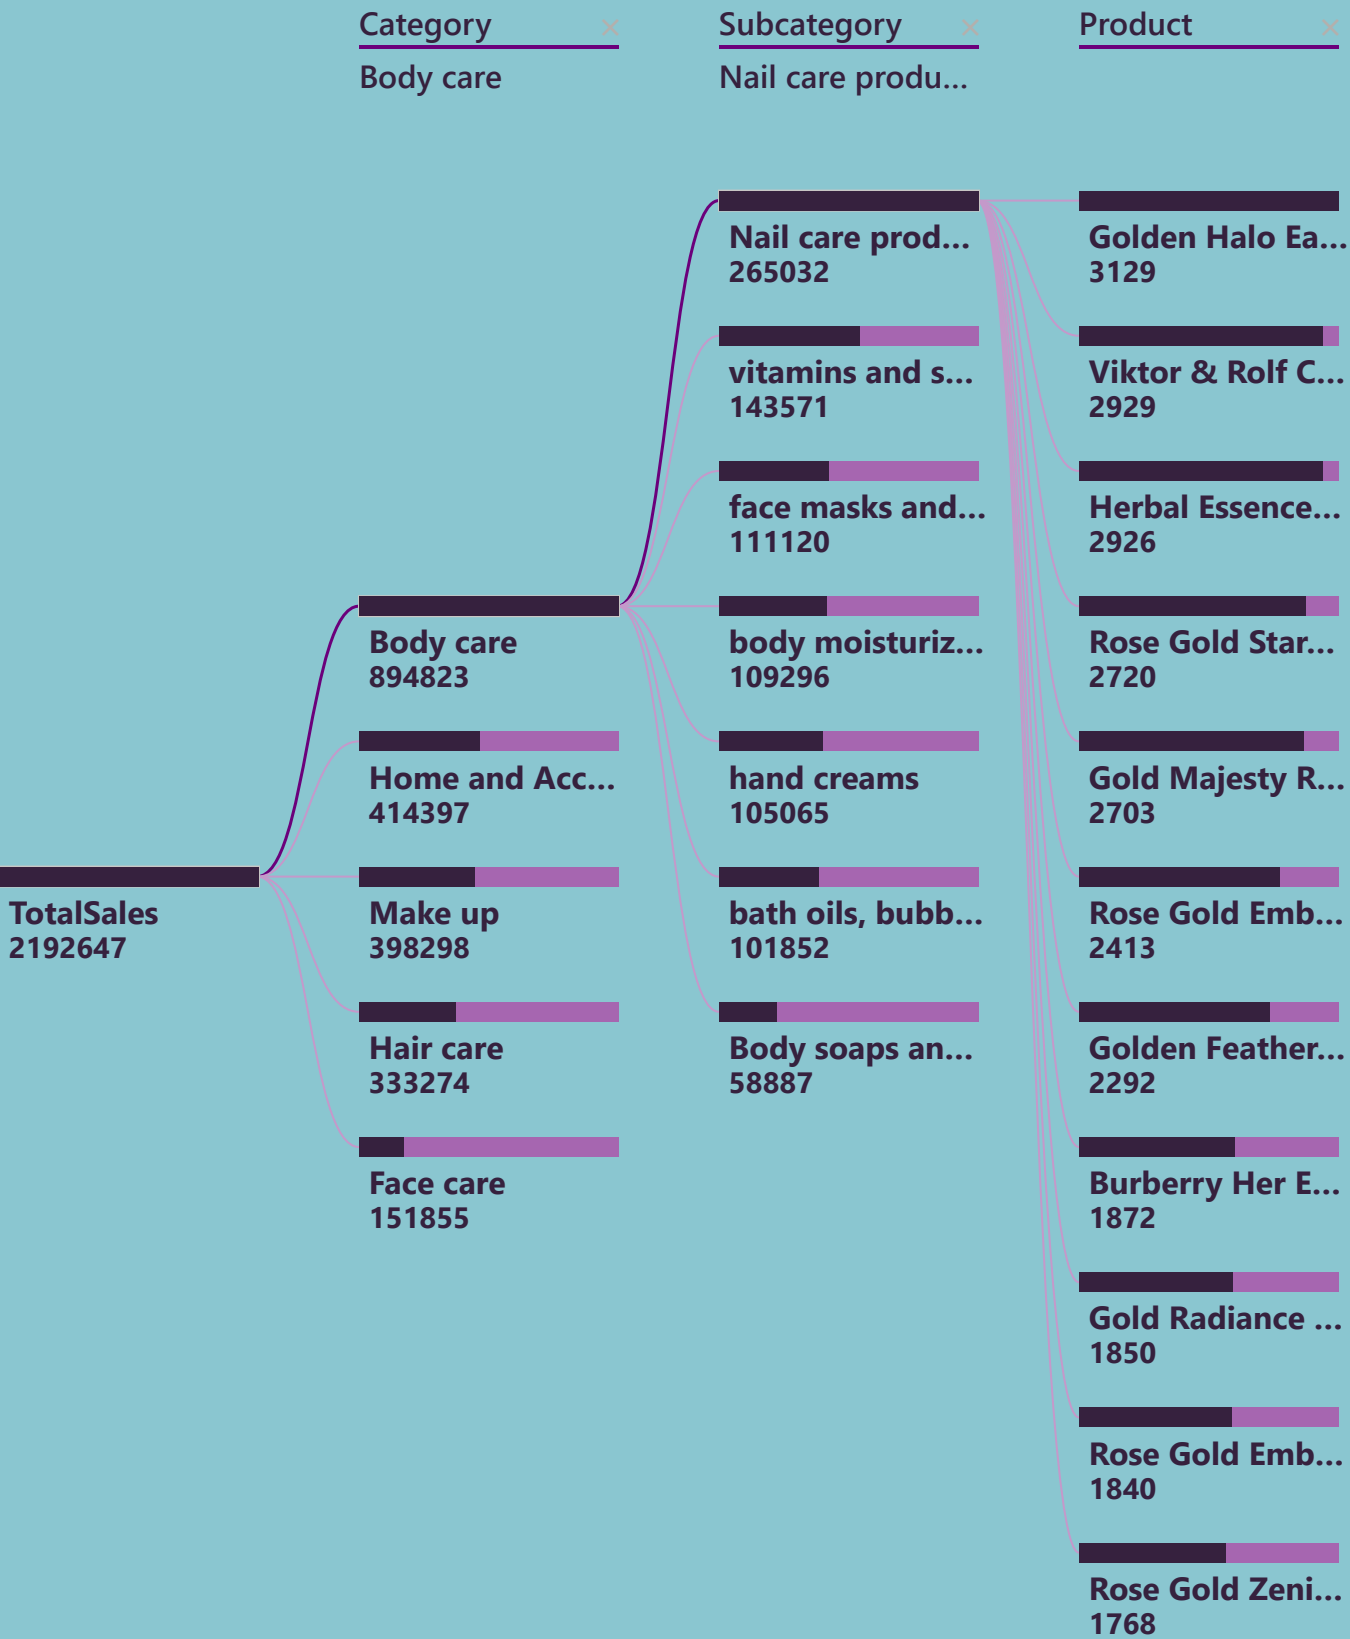 Category
Subcategory
Product
Body care
Nail care produ...
Nail care prod...
265032
vitamins and s...
143571
face masks and...
111120
body moisturiz...
109296
hand creams
105065
bath oils, bubb...
101852
Body soaps an...
58887
Golden Halo Ea...
3129
Viktor & Rolf C...
2929
Herbal Essence...
2926
Rose Gold Star...
2720
Gold Majesty R...
2703
Rose Gold Emb...
2413
Golden Feather...
2292
Burberry Her E...
1872
Gold Radiance ...
1850
Rose Gold Emb...
1840
Rose Gold Zeni...
1768
Body care
894823
Home and Acc...
414397
Make up
398298
Hair care
333274
Face care
151855
TotalSales
2192647